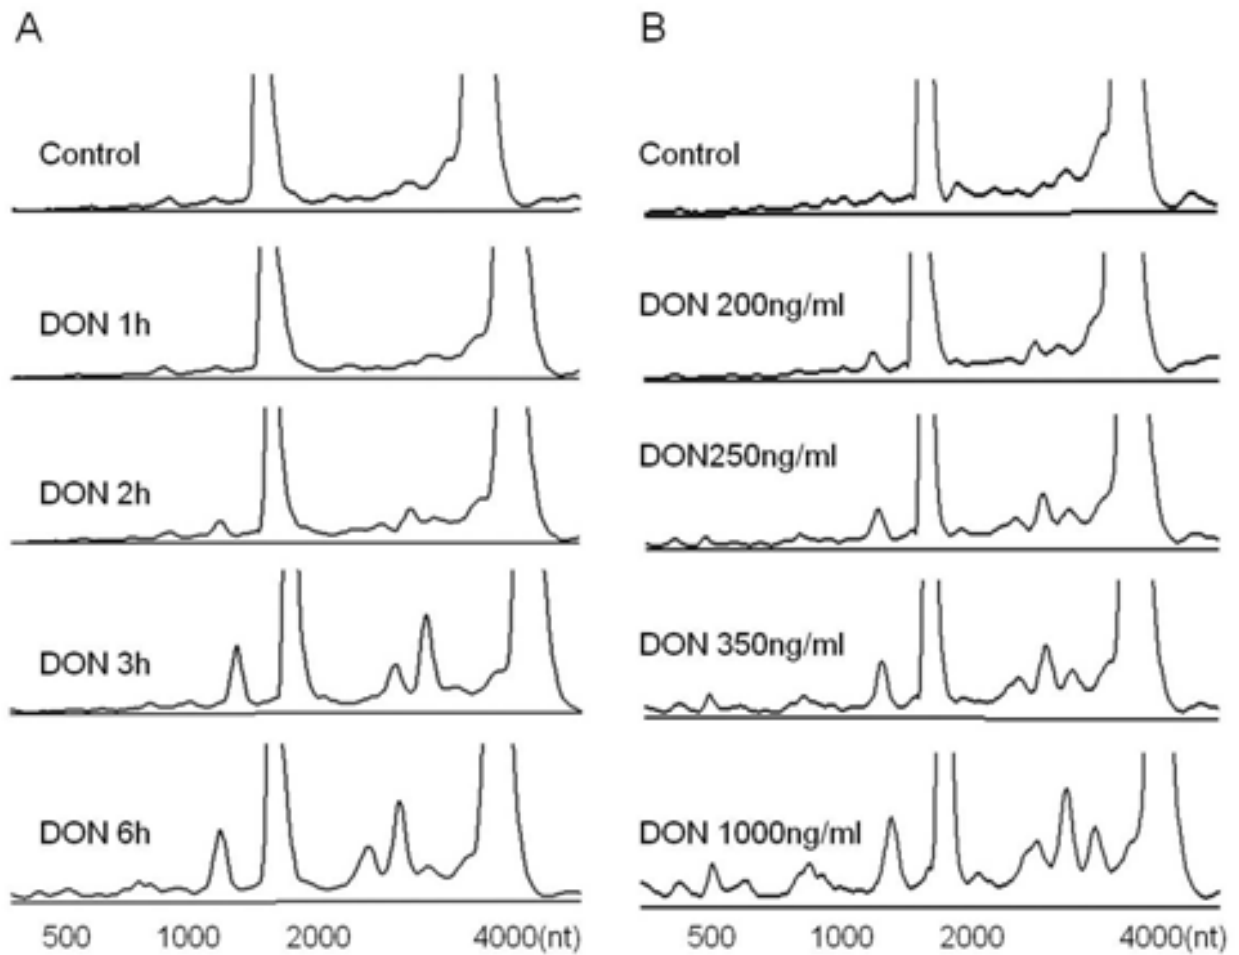 A
Control
DON 1h
DON 2h
DON 3h
DON 6h
500 1000 2000 4000(nt)
B
Control
DON 200ng/ml
DON250ng/ml
DON 350ng/ml
DON 1000ng/ml
500 1000 2000 4000(nt)